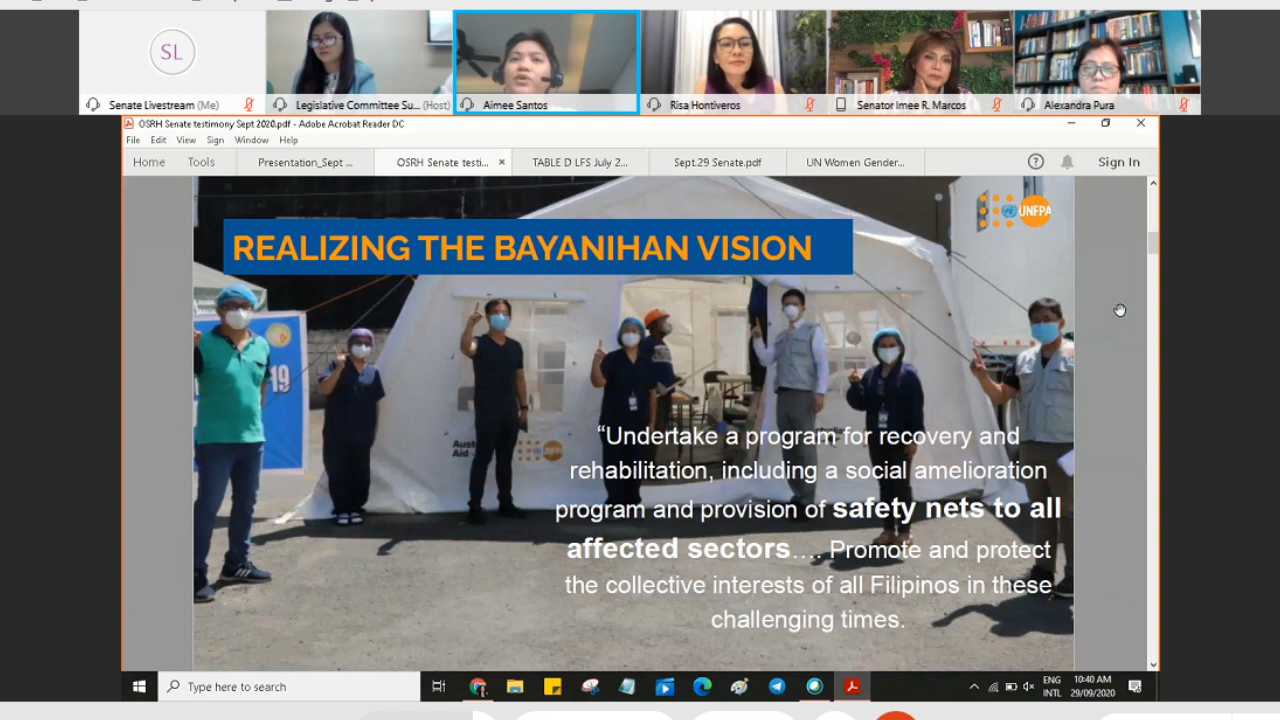 SL
Senate Livestream (Me)
Legislative Committee Su... (Host)
Aimee Santos
Risa Hontiveros
Senator Imee R. Marcos
Alexandra Pura
OSRH Senate testimony Sept 2020.pdf - Adobe Acrobat Reader DC
File Edit View Sign Window Help
Home Tools Presentation_Sept ... OSRH Senate testi... × TABLE D LFS July 2... Sept.29 Senate.pdf UN Women Gender... Sign In
UNFPA
REALIZING THE BAYANIHAN VISION
19
Aust
Aid
UNFPA
“Undertake a program for recovery and
rehabilitation, including a social amelioration
program and provision of safety nets to all
affected sectors.... Promote and protect
the collective interests of all Filipinos in these
challenging times.
Type here to search
ENG
INTL
10:40 AM
29/09/2020